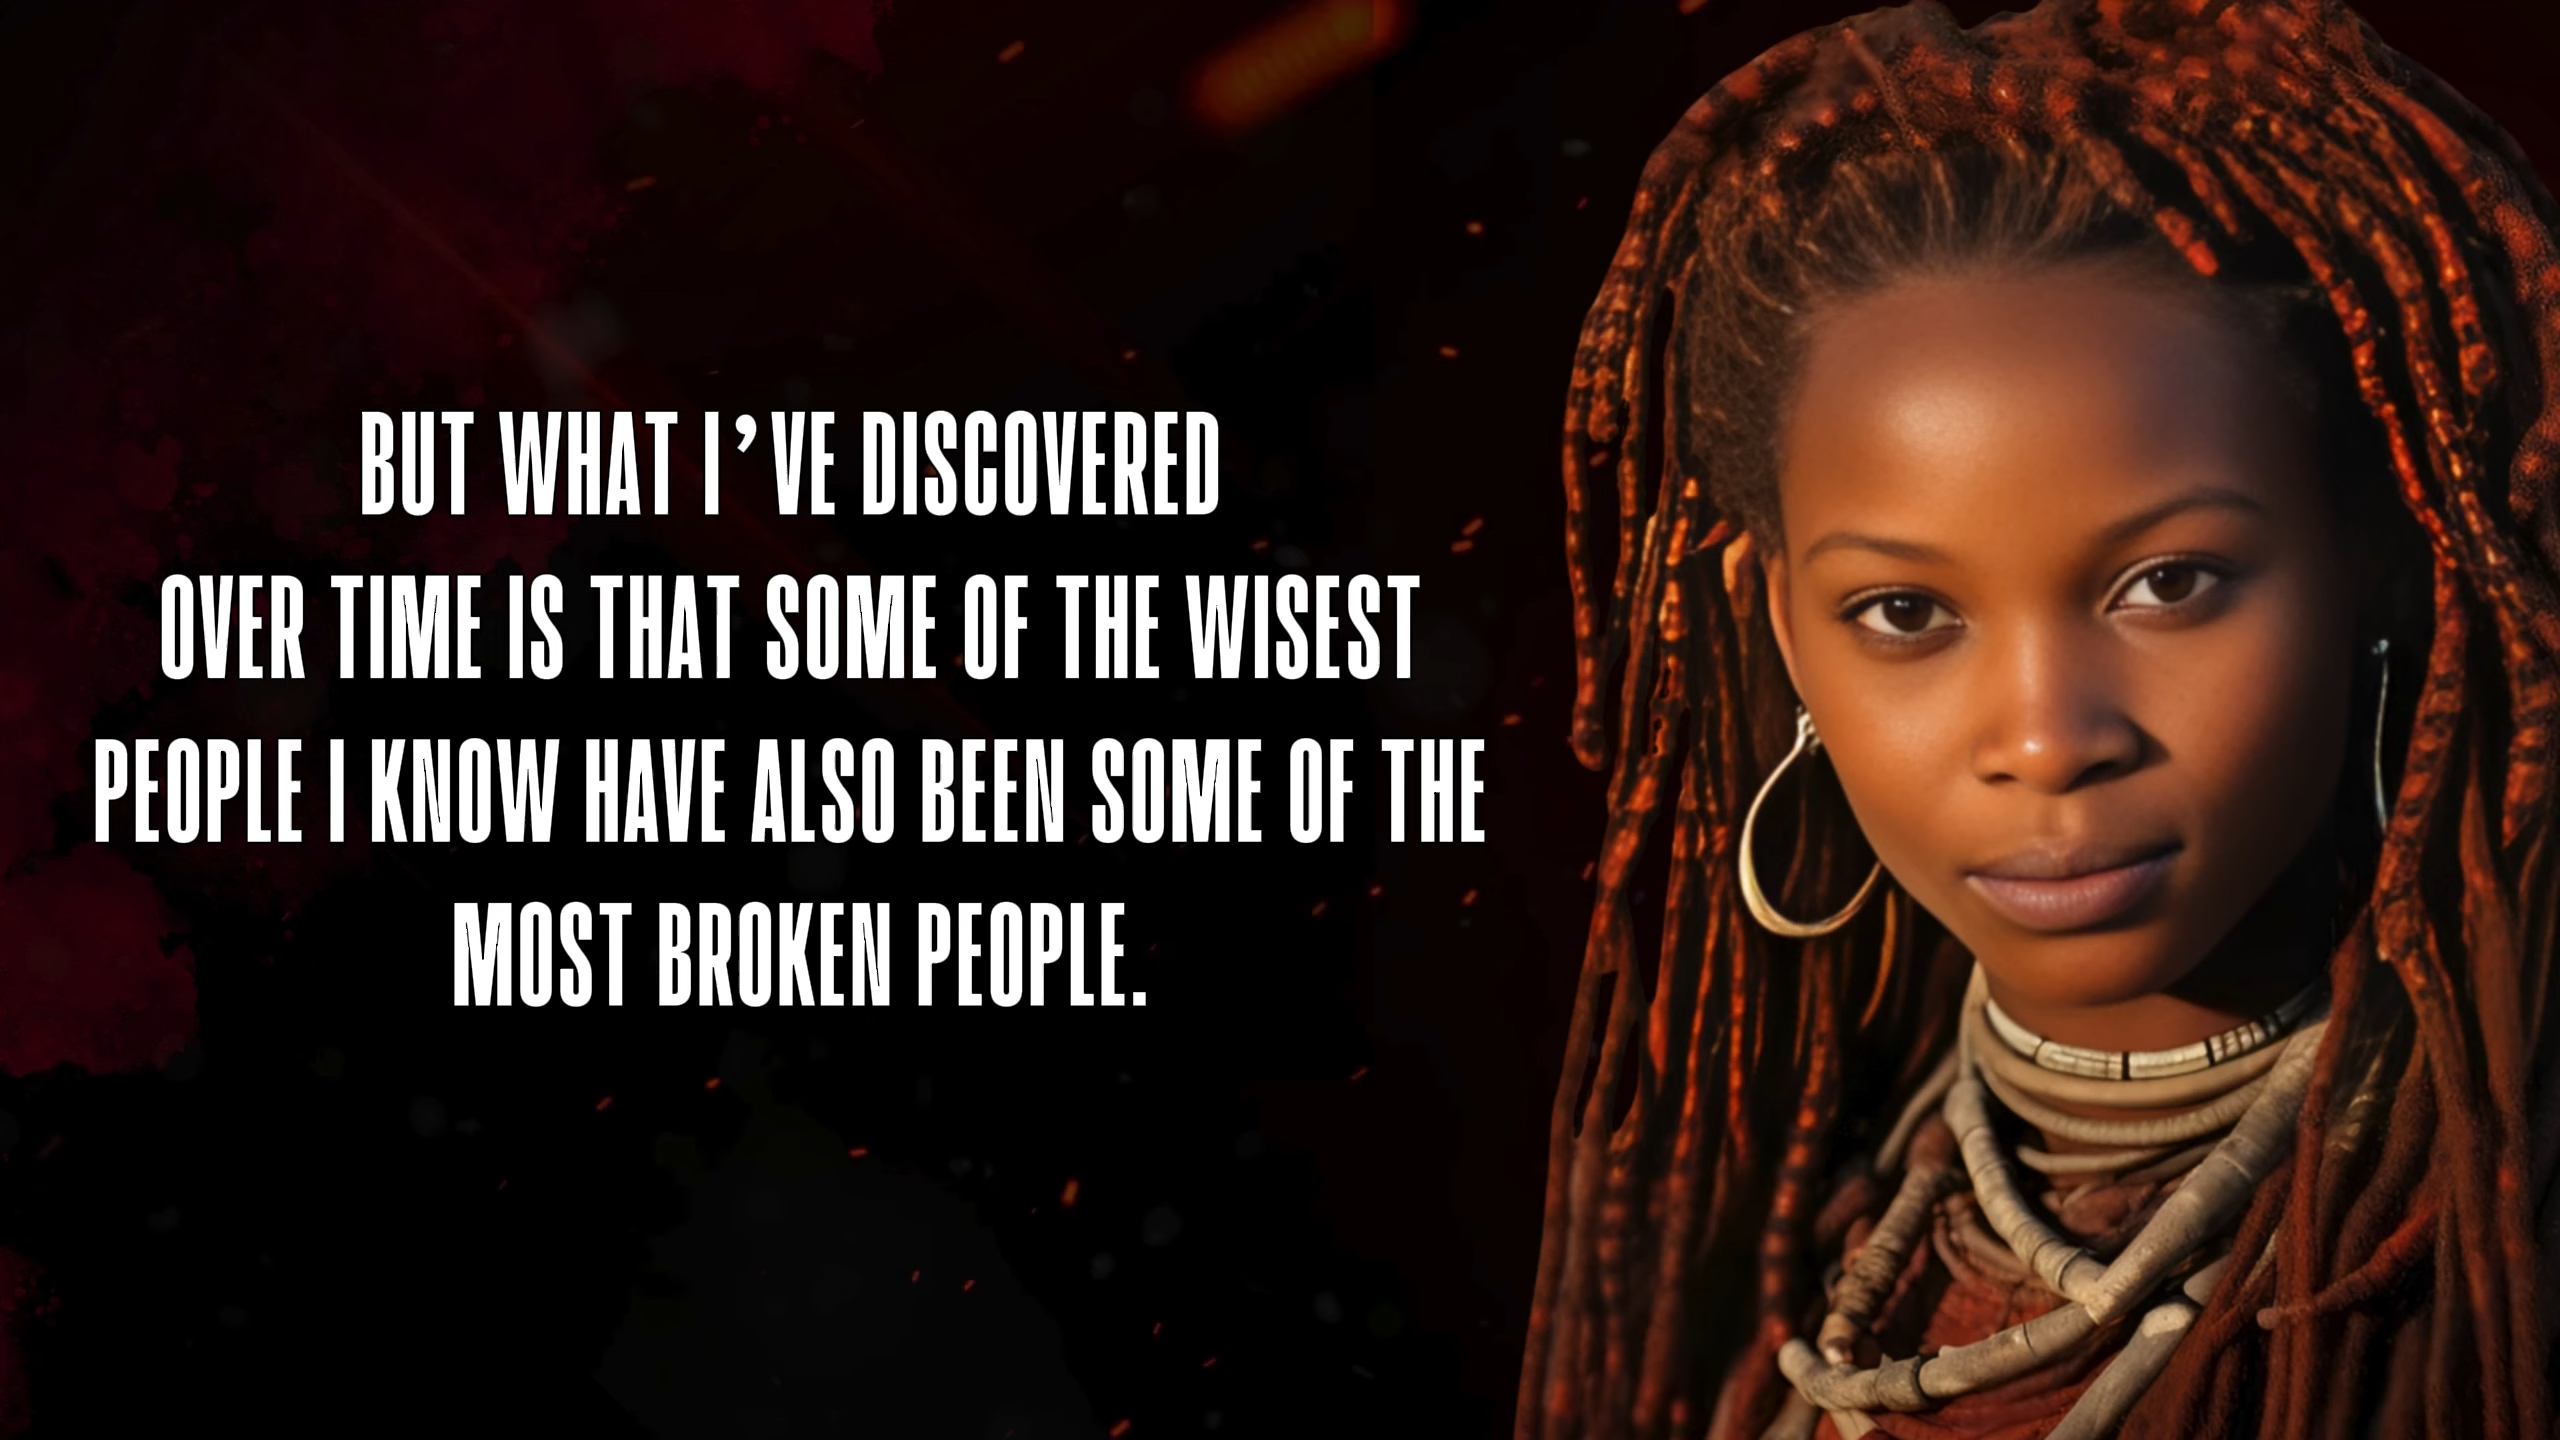 BUT WHAT I’VE DISCOVERED
OVER TIME IS THAT SOME OF THE WISEST
PEOPLE I KNOW HAVE ALSO BEEN SOME OF THE
MOST BROKEN PEOPLE.